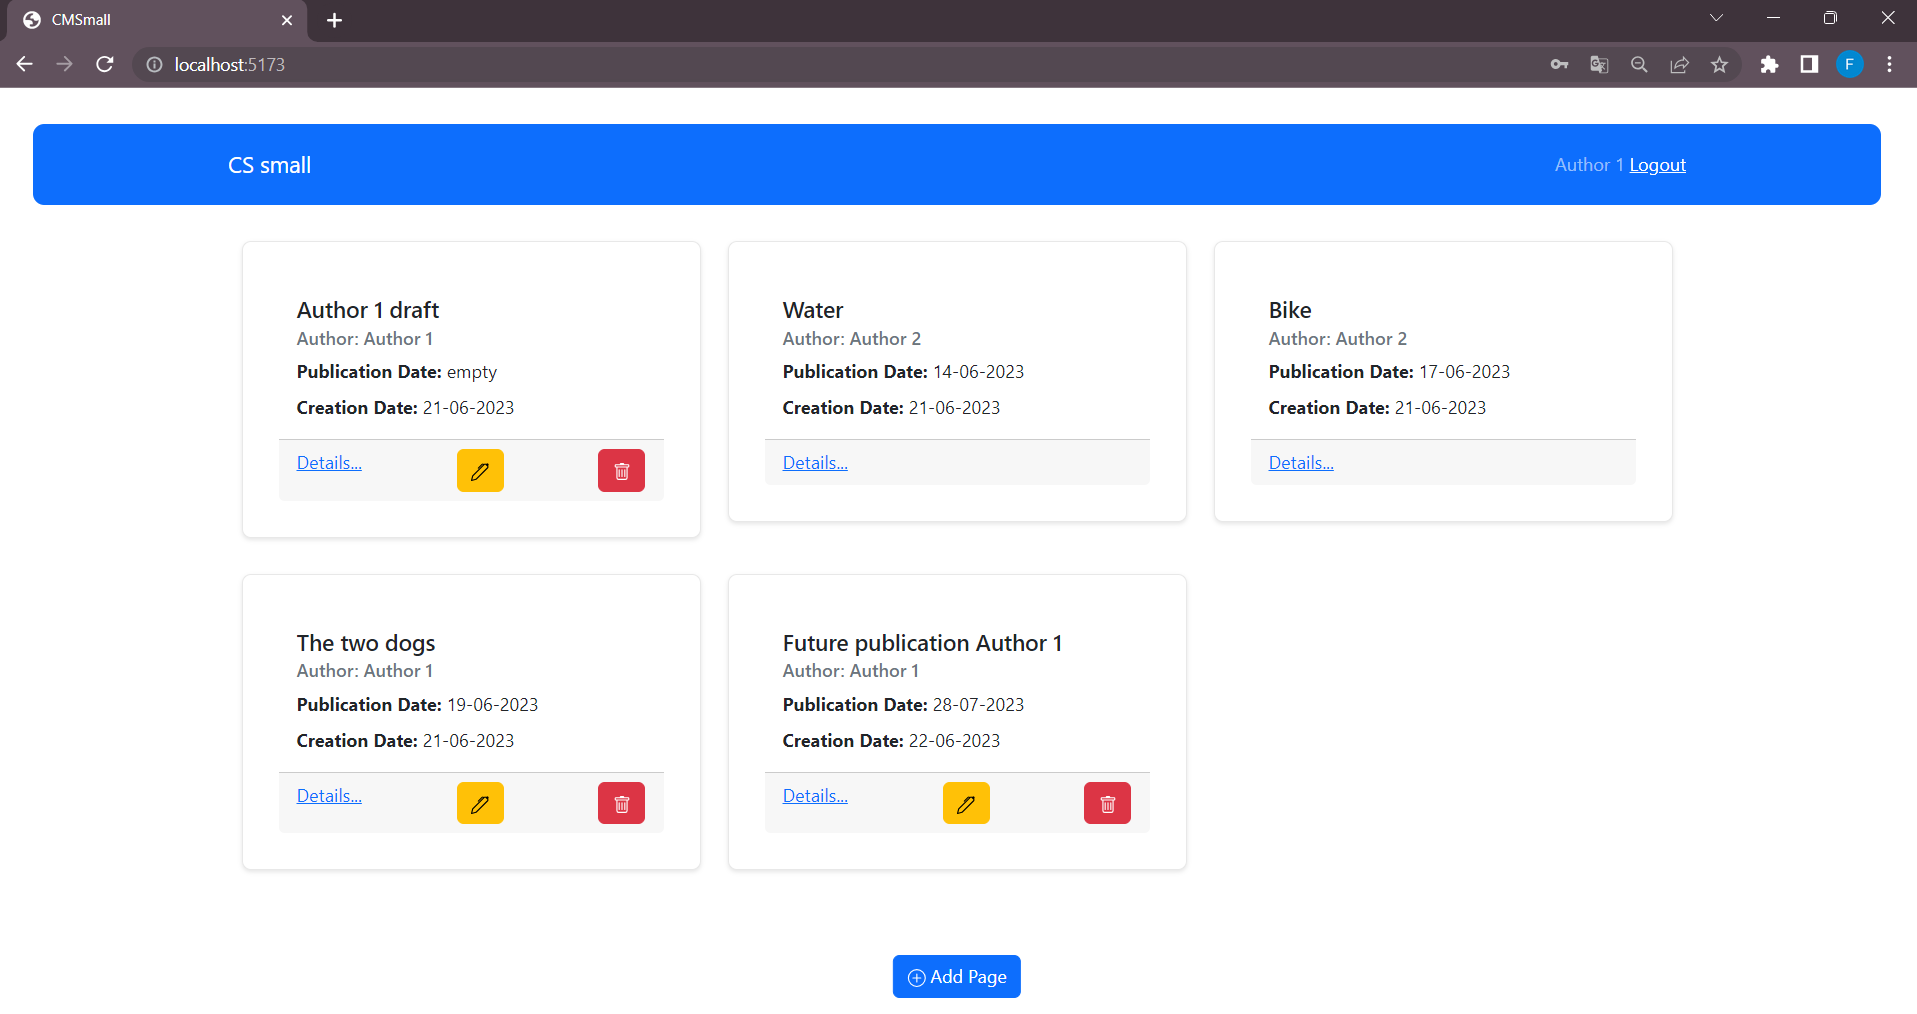 CMSmall
localhost:5173
F
CS small
Author 1 Logout
Author 1 draft
Author: Author 1
Publication Date: empty
Creation Date: 21-06-2023
Details...
Water
Author: Author 2
Publication Date: 14-06-2023
Creation Date: 21-06-2023
Details...
Bike
Author: Author 2
Publication Date: 17-06-2023
Creation Date: 21-06-2023
Details...
The two dogs
Author: Author 1
Publication Date: 19-06-2023
Creation Date: 21-06-2023
Details...
Future publication Author 1
Author: Author 1
Publication Date: 28-07-2023
Creation Date: 22-06-2023
Details...
Add Page